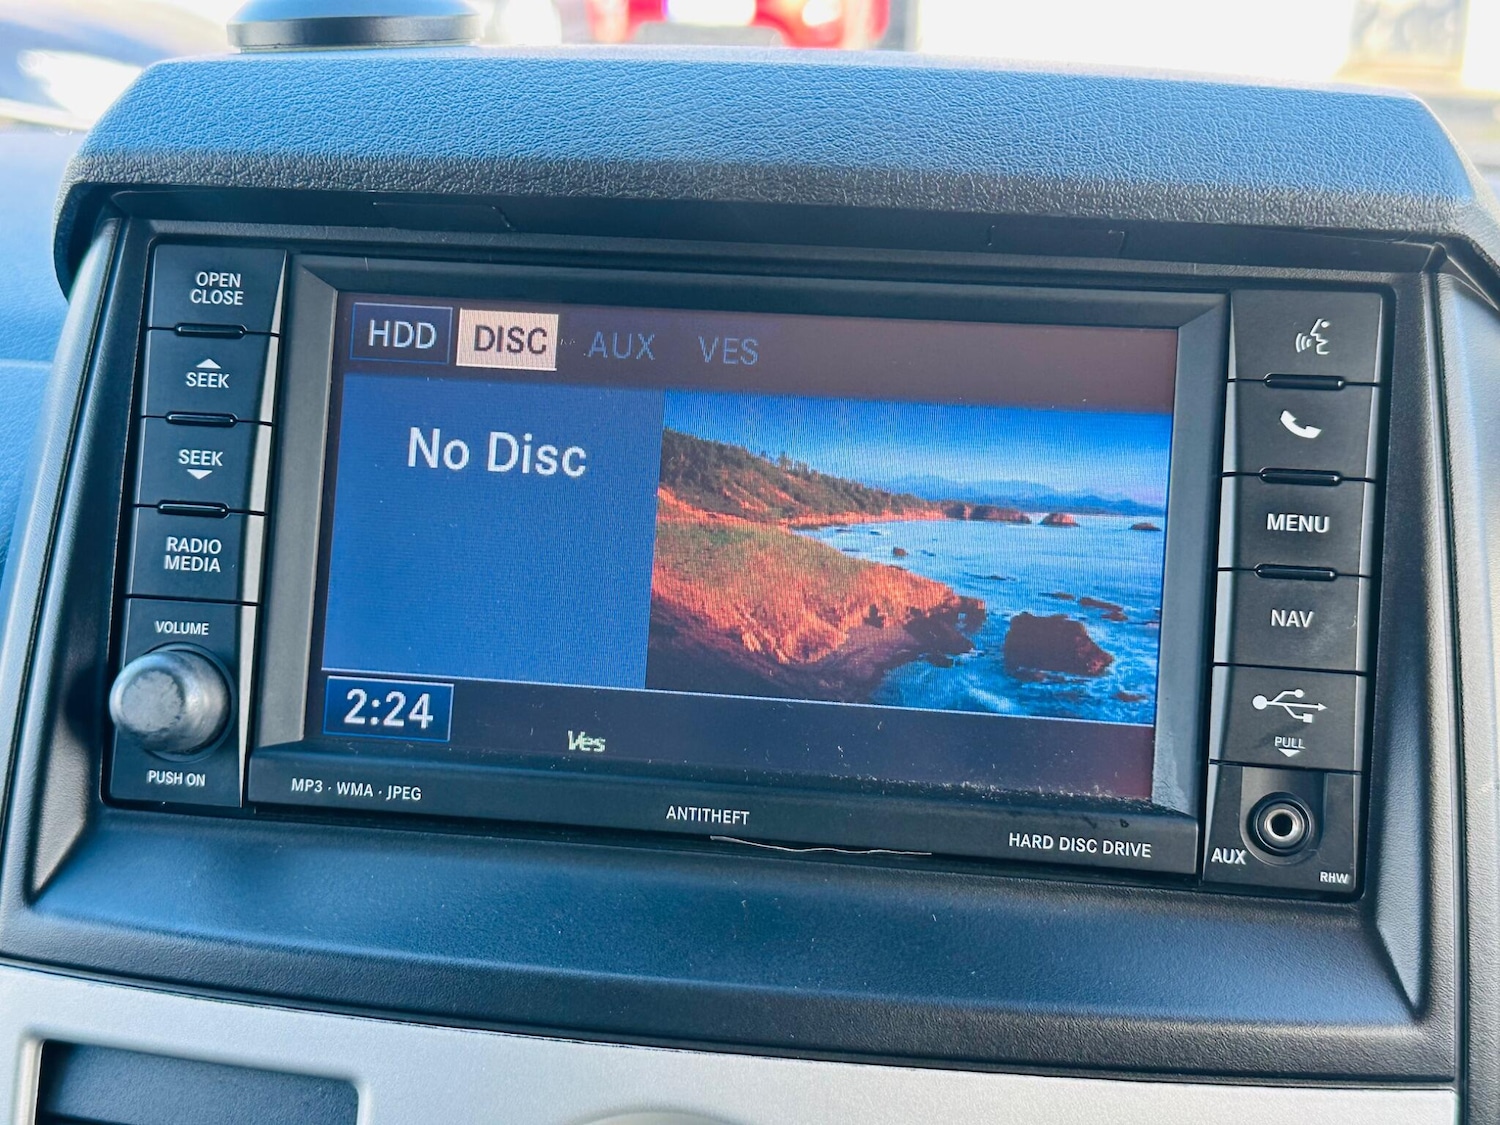 OPEN
CLOSE
SEEK
SEEK
RADIO
MEDIA
VOLUME
PUSH ON
HDD DISC AUX VES
No Disc
2:24
Ves
MP3 · WMA · JPEG
ANTITHEFT
HARD DISC DRIVE
MENU
NAV
PULL
AUX
RHW